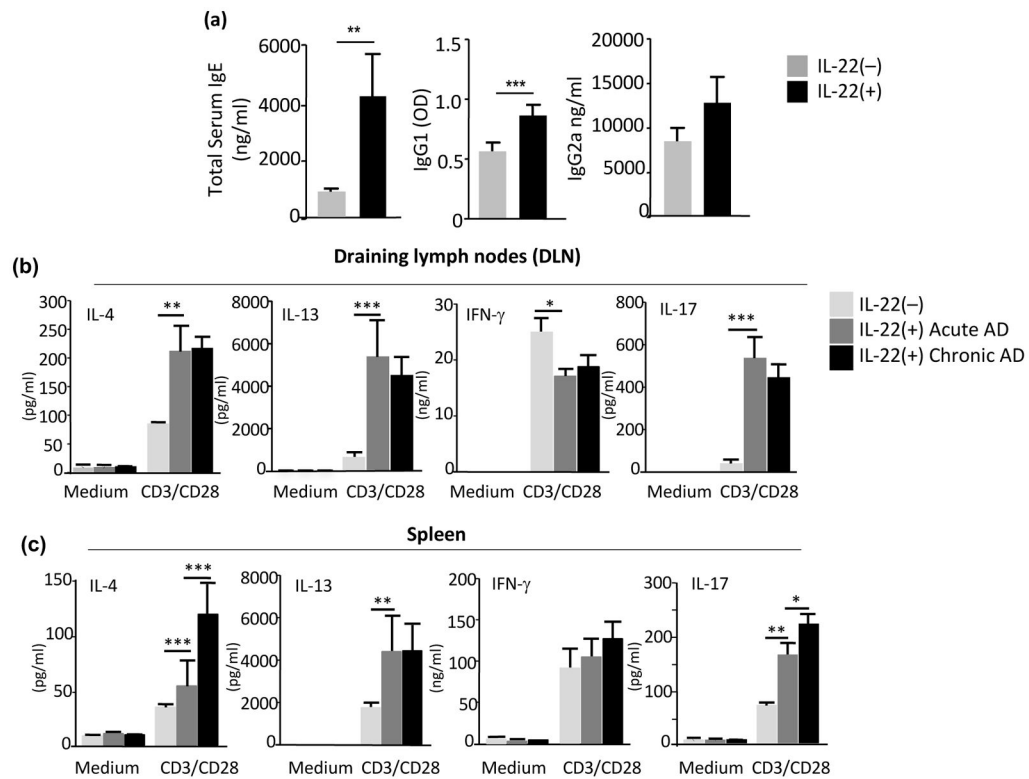 (a)
Total Serum IgE
(ng/ml)
6000
4000
2000
0
**
IgG1 (OD)
1.5
1.0
0.5
0
***
IgG2a ng/ml
20000
15000
10000
5000
0
IL-22(–)
IL-22(+)
(b)
Draining lymph nodes (DLN)
IL-4
(pg/ml)
300
250
200
150
100
50
0
**
Medium CD3/CD28
IL-13
(pg/ml)
8000
6000
4000
2000
0
***
Medium CD3/CD28
IFN-γ
(ng/ml)
30
20
10
0
*
Medium CD3/CD28
IL-17
(pg/ml)
800
600
400
200
0
***
Medium CD3/CD28
IL-22(–)
IL-22(+) Acute AD
IL-22(+) Chronic AD
(c)
Spleen
IL-4
(pg/ml)
150
100
50
0
***
***
Medium CD3/CD28
IL-13
(pg/ml)
8000
6000
4000
2000
0
**
Medium CD3/CD28
IFN-γ
(ng/ml)
200
150
100
50
0
Medium CD3/CD28
IL-17
(pg/ml)
300
200
100
0
**
*
Medium CD3/CD28